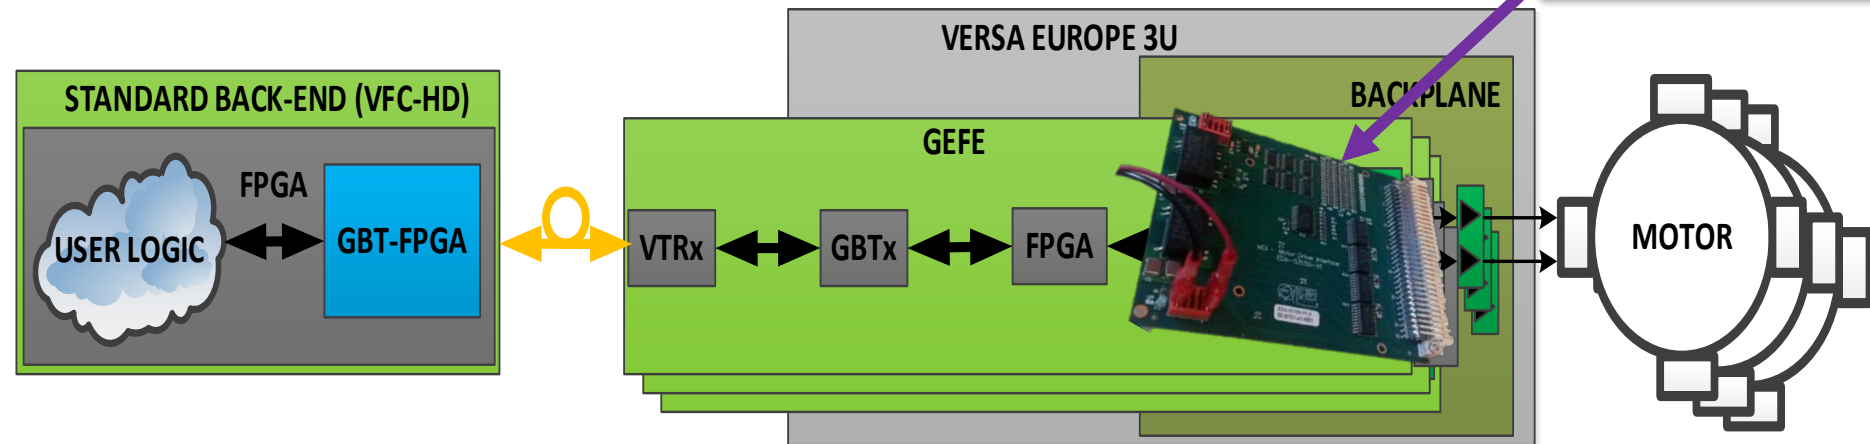 VERSA EUROPE 3U
STANDARD BACK-END (VFC-HD)
BACKPLANE
GEFE
FPGA
USER LOGIC
GBT-FPGA
VTRx
GBTx
FPGA
MOTOR